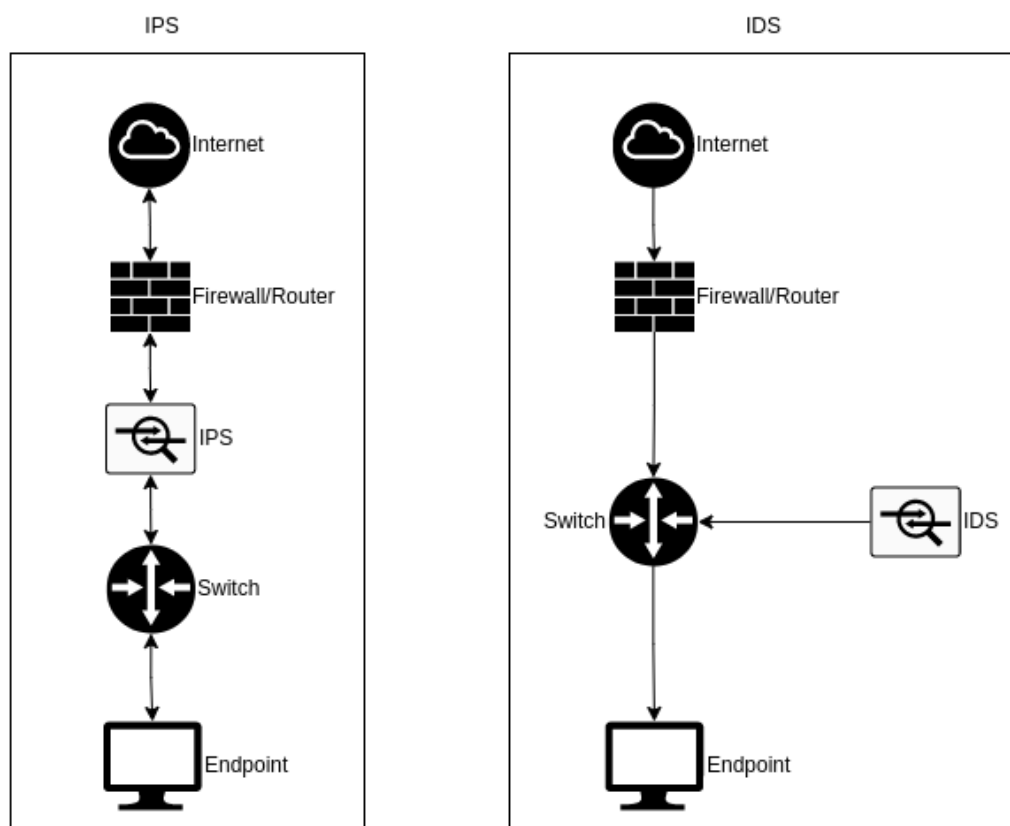 IPS
Internet
Firewall/Router
IPS
Switch
Endpoint
IDS
Internet
Firewall/Router
Switch
IDS
Endpoint